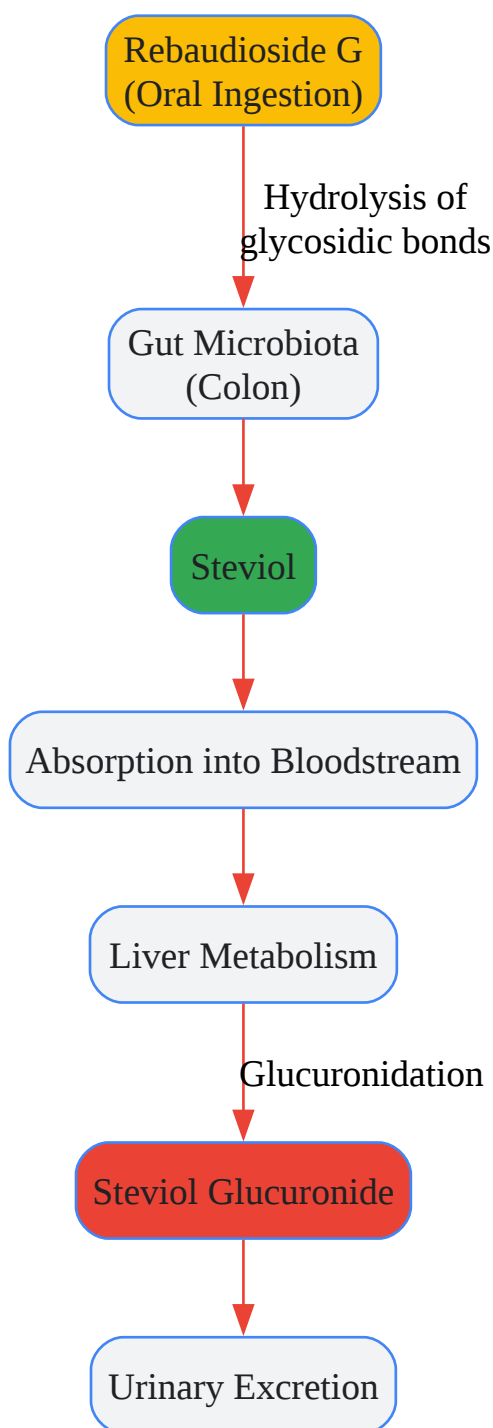 Rebaudioside G
(Oral Ingestion)
Hydrolysis of
glycosidic bonds
Gut Microbiota
(Colon)
Steviol
Absorption into Bloodstream
Liver Metabolism
Glucuronidation
Steviol Glucuronide
Urinary Excretion